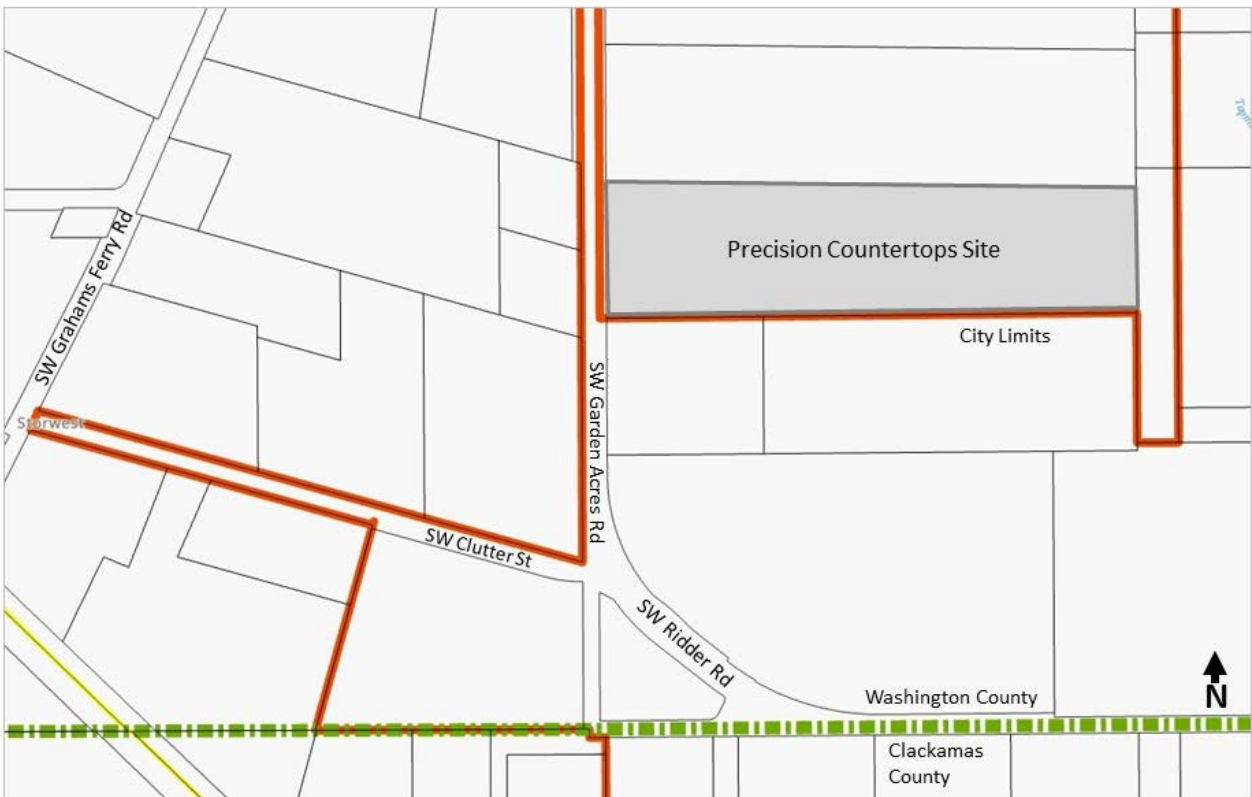 Precision Countertops Site
City Limits
SW Grahams Ferry Rd
Storwest
SW Garden Acres Rd
SW Clutter St
SW Ridder Rd
Washington County
N
Clackamas
County